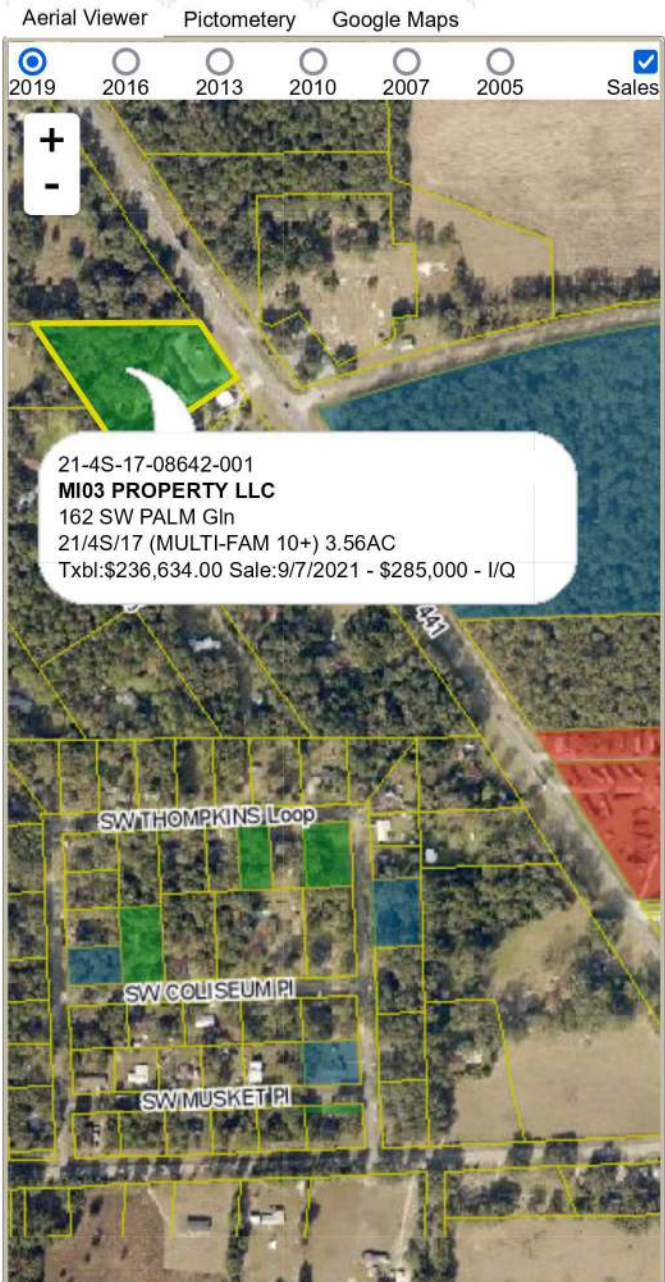 Aerial Viewer Pictometery Google Maps
2019 2016 2013 2010 2007 2005 Sales
+
-
21-4S-17-08642-001
MI03 PROPERTY LLC
162 SW PALM Gln
21/4S/17 (MULTI-FAM 10+) 3.56AC
Txbl:$236,634.00 Sale:9/7/2021 - $285,000 - I/Q
441
SW THOMPKINS Loop
SW COLISEUM Pl
SW MUSKET Pl